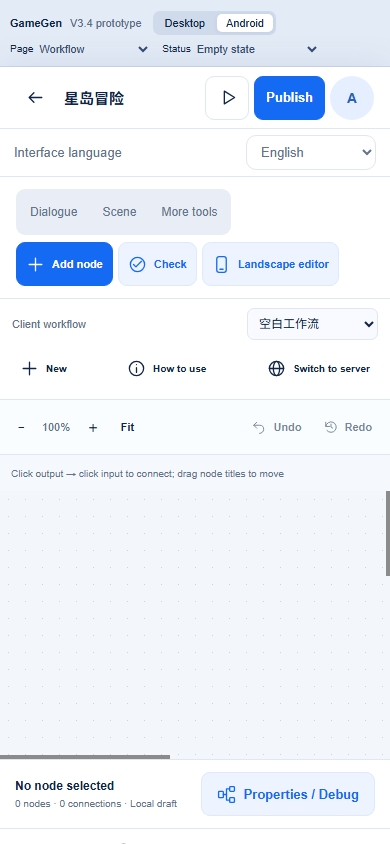 GameGen V3.4 prototype Desktop Android
Page Workflow Status Empty state
星岛冒险 Publish A
Interface language English
Dialogue Scene More tools
Add node Check Landscape editor
Client workflow 空白工作流
New How to use Switch to server
− 100% + Fit Undo Redo
Click output → click input to connect; drag node titles to move
No node selected
0 nodes · 0 connections · Local draft
Properties / Debug